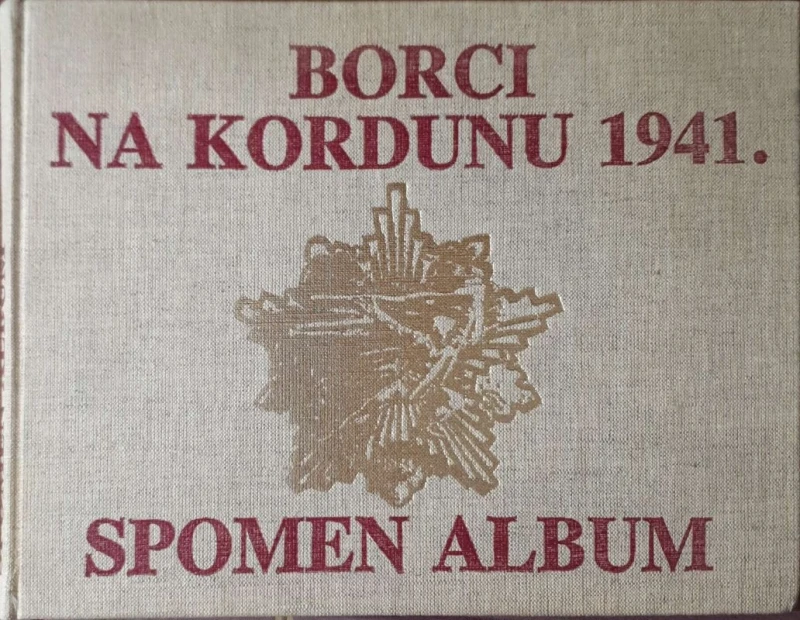 BORCI
NA KORDUNU 1941.
SPOMEN ALBUM